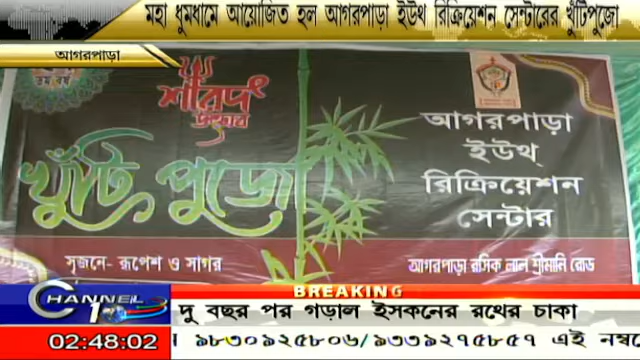 মহা ধুমধামে আয়োজিত হল আগরপাড়া ইউথ রিক্রিয়েশন সেন্টারের খুঁটিপুজো
আগরপাড়া
শারদ
উৎসব
খুঁটি পুজো
আগরপাড়া
ইউথ্
রিক্রিয়েশন
সেন্টার
সৃজনে- রূপেশ ও সাগর
আগরপাড়া রসিক লাল শ্রীমানি রোড
BREAKING
CHANNEL
দু বছর পর গড়াল ইসকনের রথের চাকা
02:48:02
৯৮৩০৯২৫৮০৬/৯৩৩৯২৭৫৮৫৭ এই নম্বরে